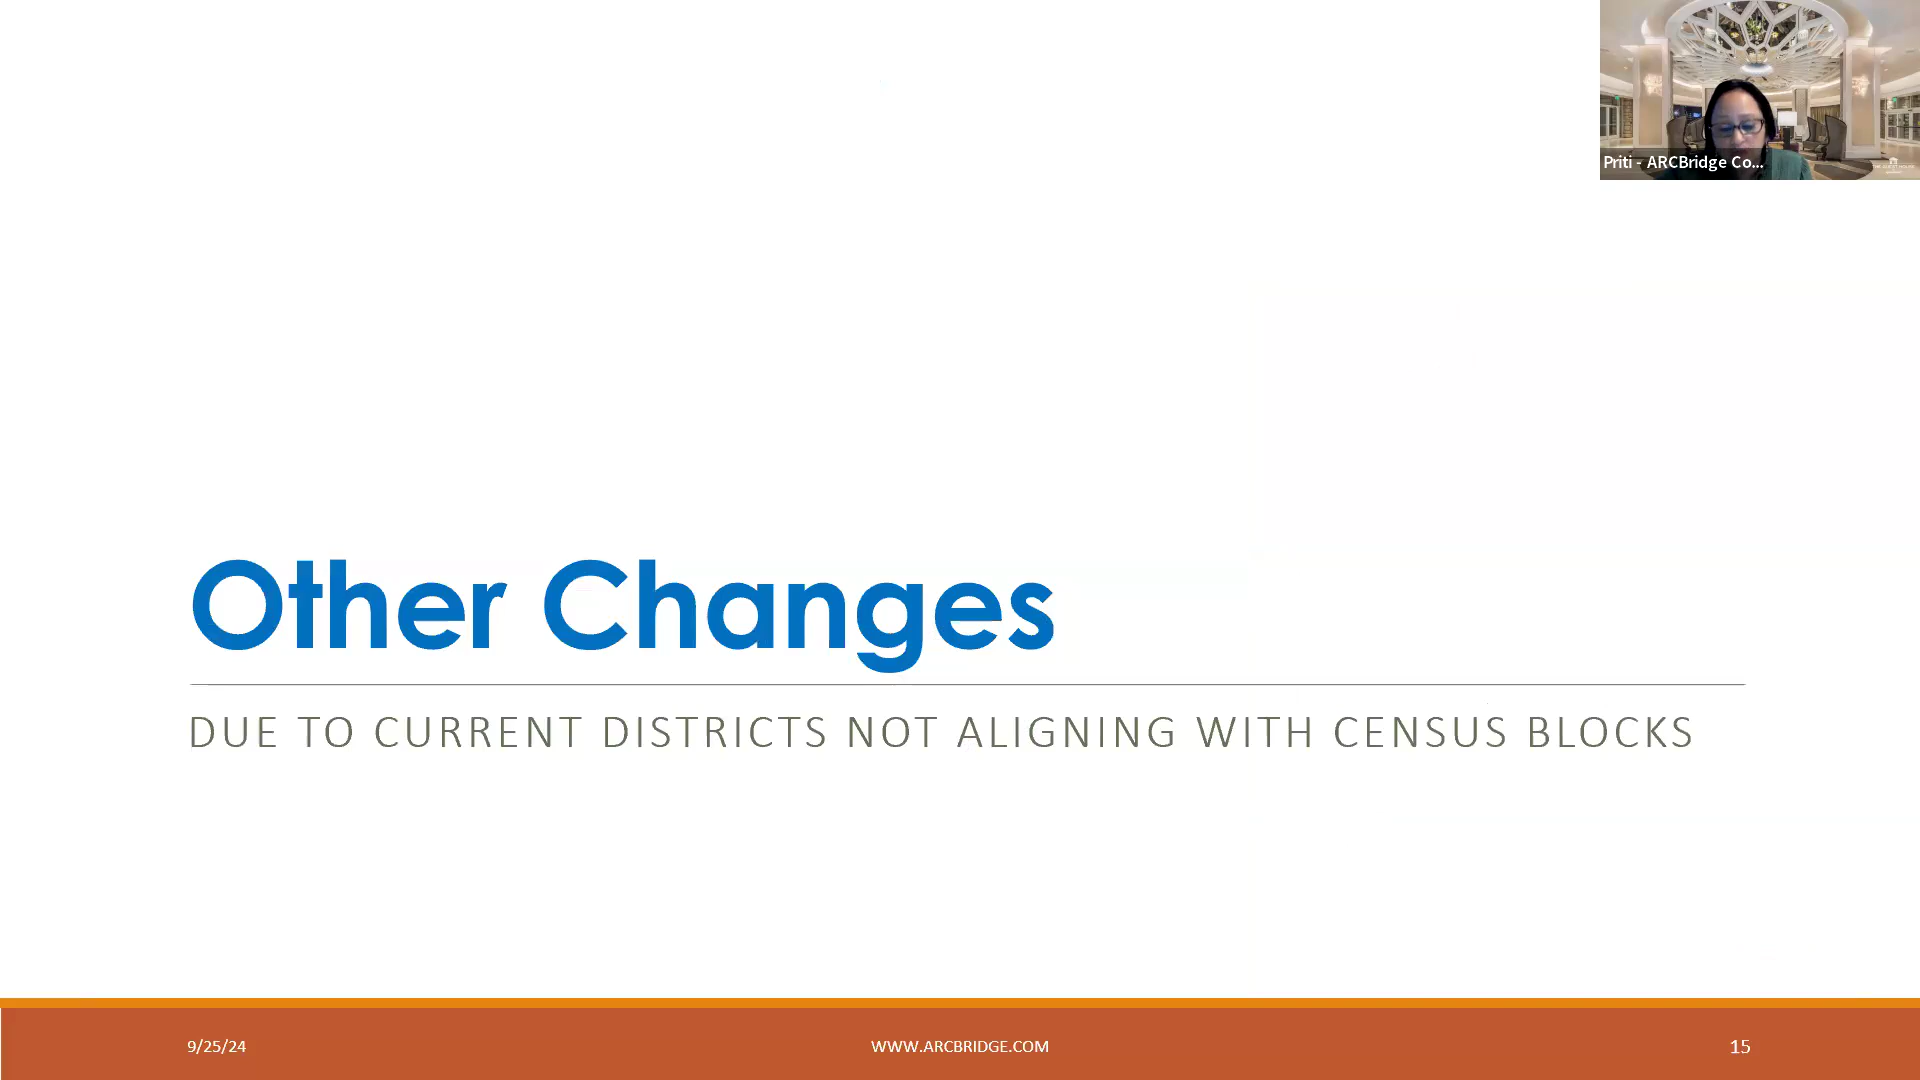 Priti - ARCBridge Co...
Other Changes
DUE TO CURRENT DISTRICTS NOT ALIGNING WITH CENSUS BLOCKS
9/25/24
WWW.ARCBRIDGE.COM
15